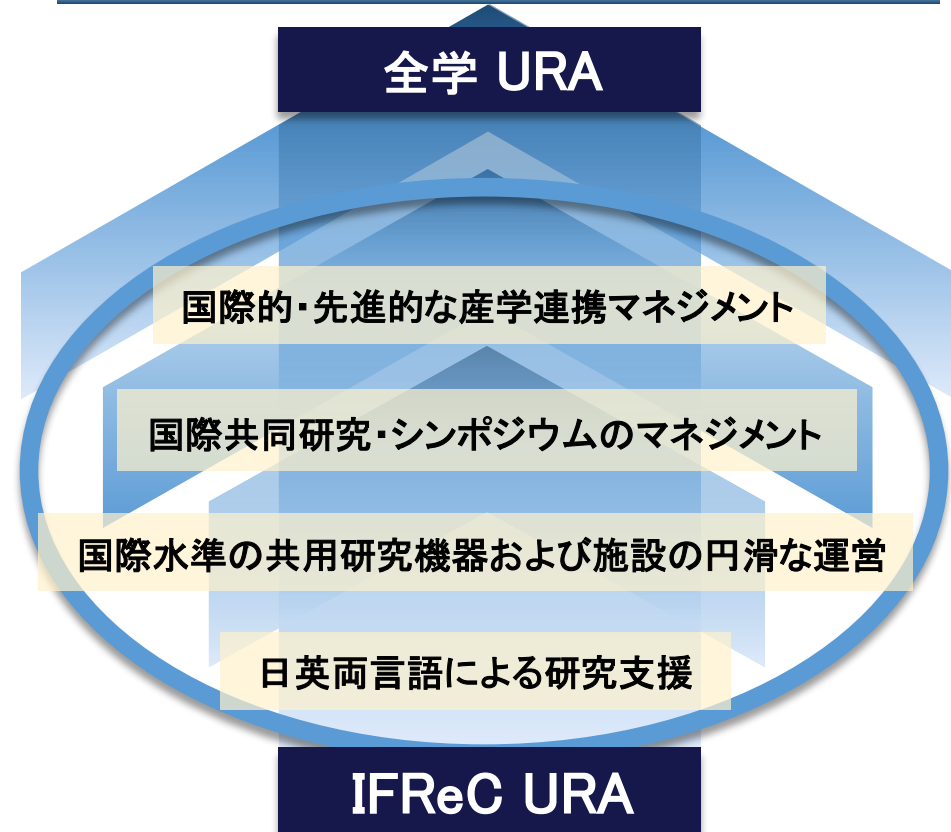 全学 URA
国際的・先進的な産学連携マネジメント
国際共同研究・シンポジウムのマネジメント
国際水準の共用研究機器および施設の円滑な運営
日英両言語による研究支援
IFReC URA